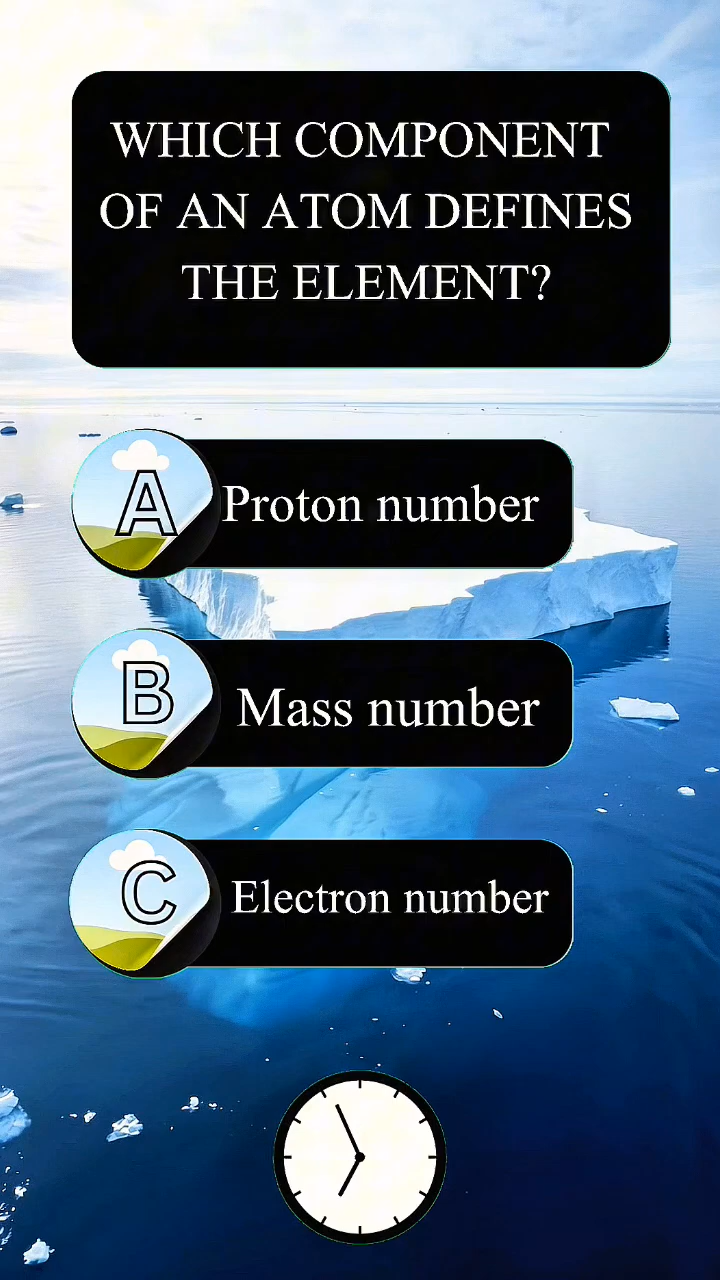 WHICH COMPONENT
OF AN ATOM DEFINES
THE ELEMENT?
A Proton number
B Mass number
C Electron number